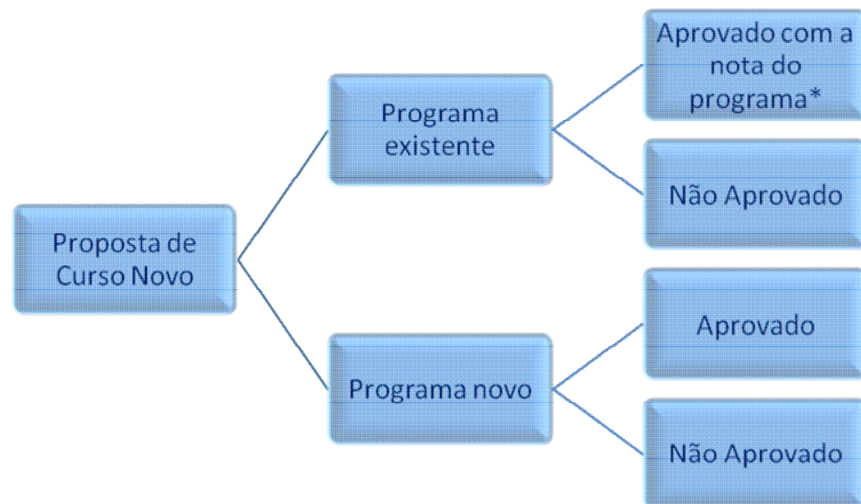 Proposta de
Curso Novo
Programa
existente
Aprovado com a
nota do
programa*
Não Aprovado
Programa novo
Aprovado
Não Aprovado